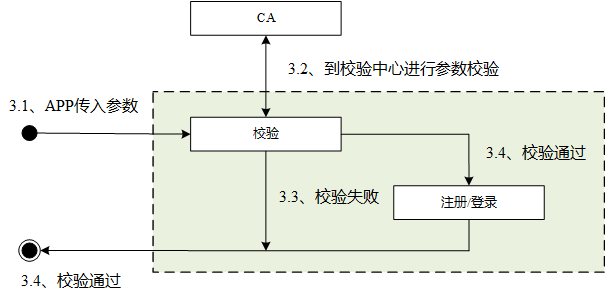 CA
3.2、到校验中心进行参数校验
3.1、APP传入参数
校验
3.4、校验通过
3.3、校验失败
注册/登录
3.4、校验通过